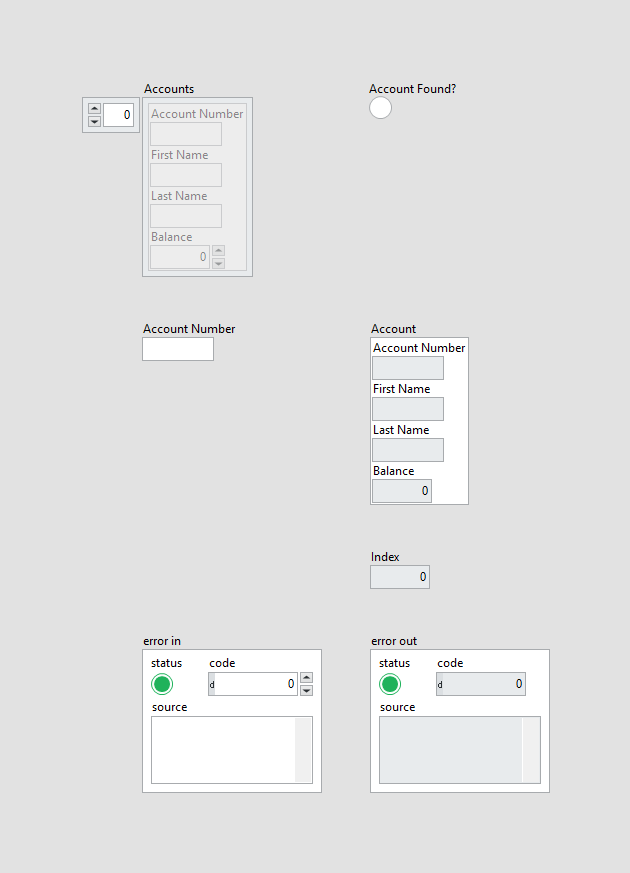 Accounts
0
Account Number
First Name
Last Name
Balance
0
Account Found?
Account Number
Account
Account Number
First Name
Last Name
Balance
0
Index
0
error in
status code
d 0
source
error out
status code
d 0
source